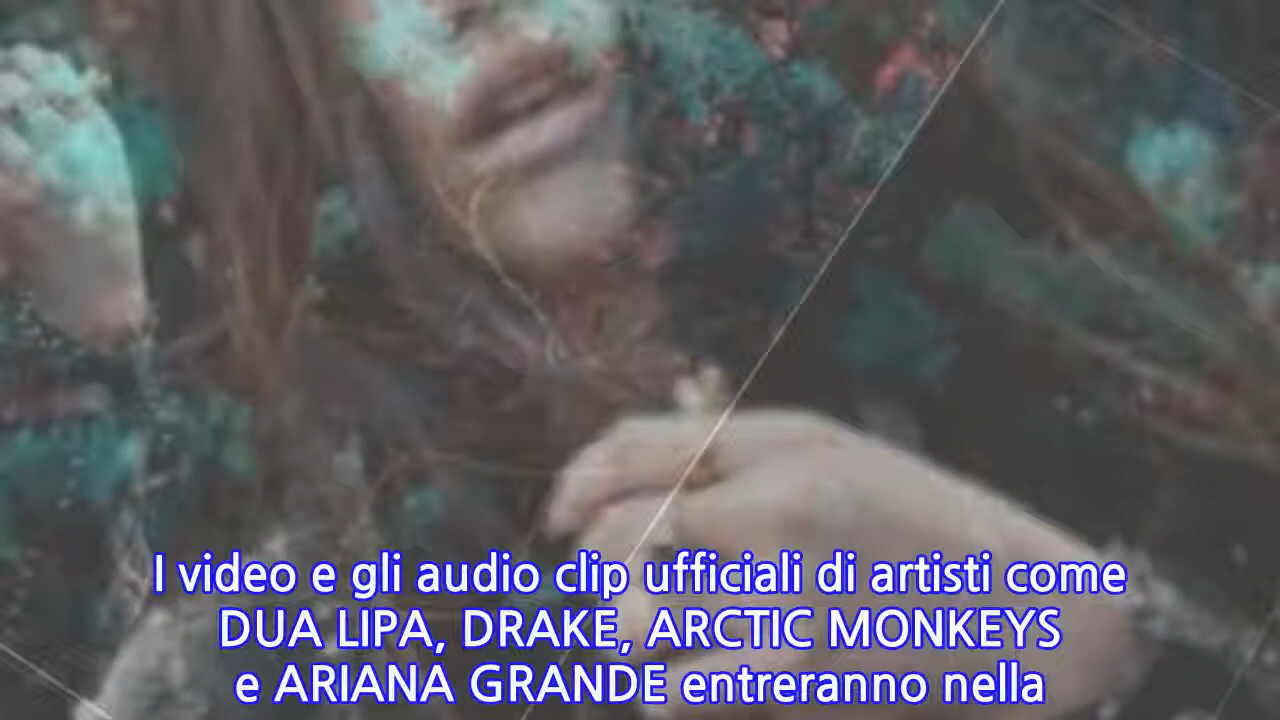 I video e gli audio clip ufficiali di artisti come
DUA LIPA, DRAKE, ARCTIC MONKEYS
e ARIANA GRANDE entreranno nella